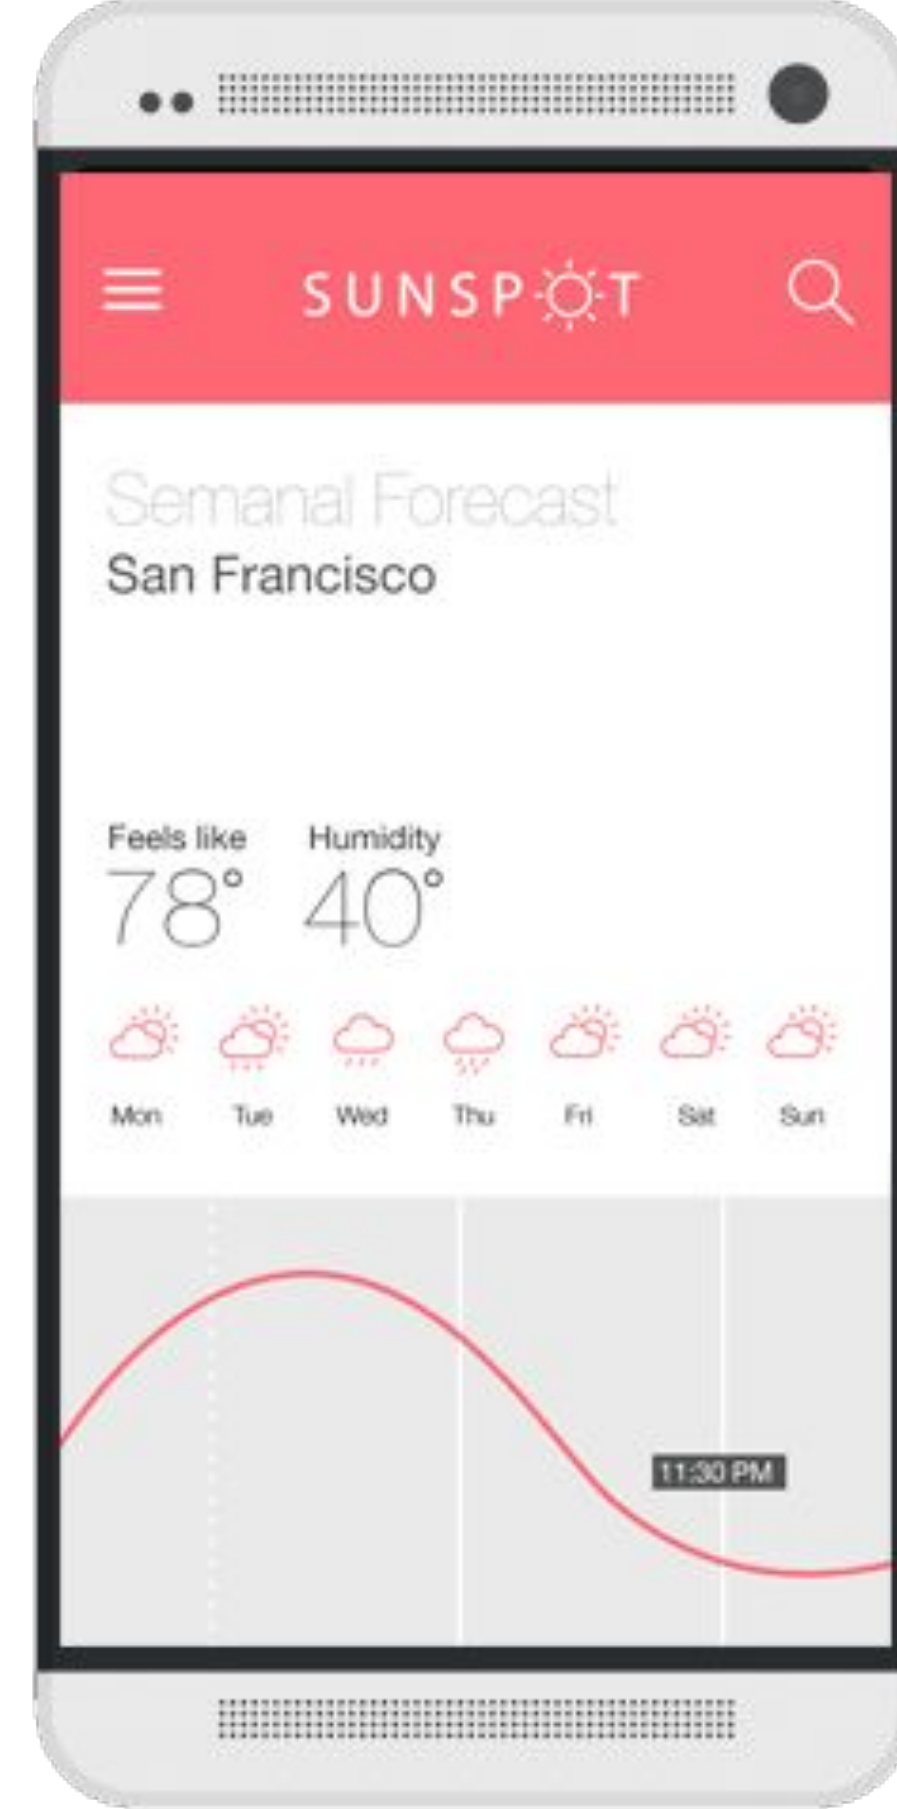 SUNSPOT
Semanal Forecast
San Francisco
Feels like Humidity
78° 40°
Mon Tue Wed Thu Fri Sat Sun
11:30 PM